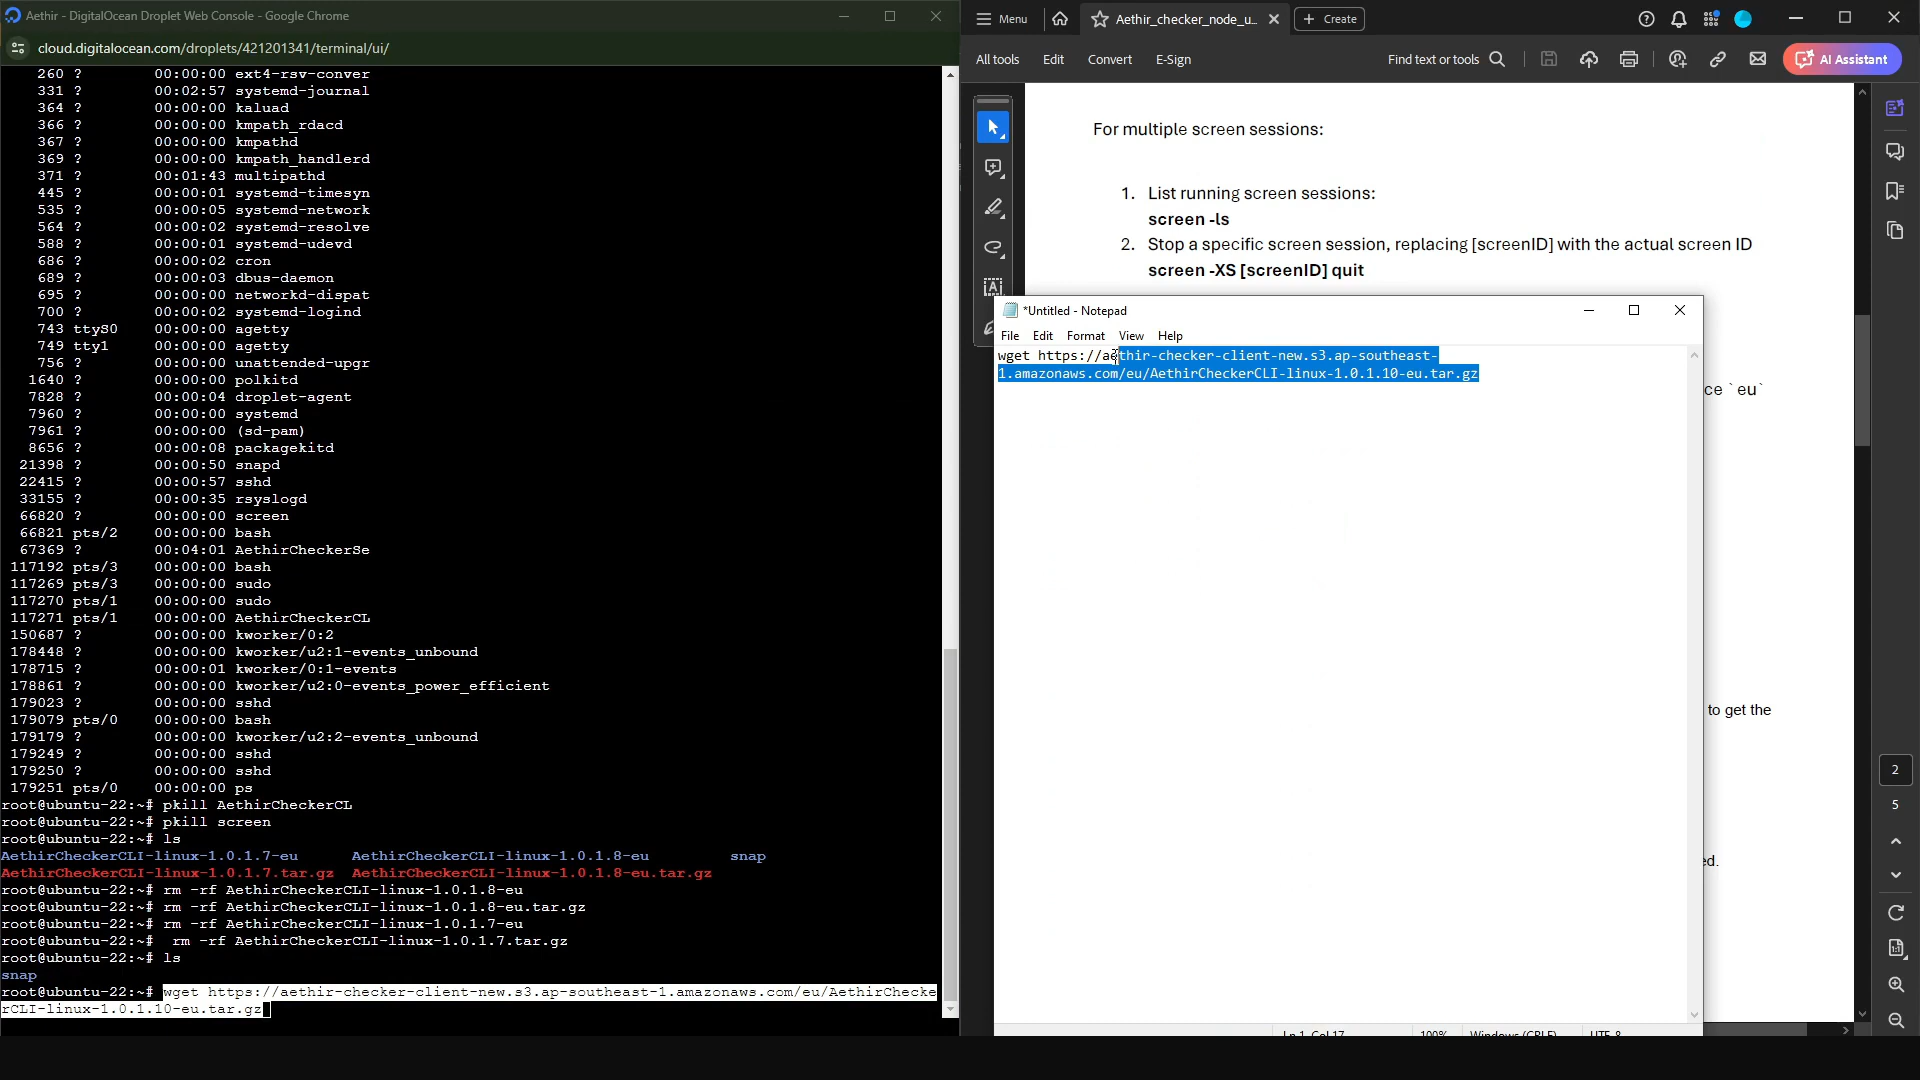 Aethir - DigitalOcean Droplet Web Console - Google Chrome
cloud.digitalocean.com/droplets/421201341/terminal/ui/
260 ? 00:00:00 ext4-rsv-conver
331 ? 00:02:57 systemd-journal
364 ? 00:00:00 kaluad
366 ? 00:00:00 kmpath_rdacd
367 ? 00:00:00 kmpathd
369 ? 00:00:00 kmpath_handlerd
371 ? 00:01:43 multipathd
445 ? 00:00:01 systemd-timesyn
535 ? 00:00:05 systemd-network
564 ? 00:00:02 systemd-resolve
588 ? 00:00:01 systemd-udevd
686 ? 00:00:02 cron
689 ? 00:00:03 dbus-daemon
695 ? 00:00:00 networkd-dispat
700 ? 00:00:02 systemd-logind
743 ttyS0 00:00:00 agetty
749 tty1 00:00:00 agetty
756 ? 00:00:00 unattended-upgr
1640 ? 00:00:00 polkitd
7828 ? 00:00:04 droplet-agent
7960 ? 00:00:00 systemd
7961 ? 00:00:00 (sd-pam)
8656 ? 00:00:08 packagekitd
21398 ? 00:00:50 snapd
22415 ? 00:00:57 sshd
33155 ? 00:00:35 rsyslogd
66820 ? 00:00:00 screen
66821 pts/2 00:00:00 bash
67369 ? 00:04:01 AethirCheckerSe
117192 pts/3 00:00:00 bash
117269 pts/3 00:00:00 sudo
117270 pts/1 00:00:00 sudo
117271 pts/1 00:00:00 AethirCheckerCL
150687 ? 00:00:00 kworker/0:2
178448 ? 00:00:00 kworker/u2:1-events_unbound
178715 ? 00:00:01 kworker/0:1-events
178861 ? 00:00:00 kworker/u2:0-events_power_efficient
179023 ? 00:00:00 sshd
179079 pts/0 00:00:00 bash
179179 ? 00:00:00 kworker/u2:2-events_unbound
179249 ? 00:00:00 sshd
179250 ? 00:00:00 sshd
179251 pts/0 00:00:00 ps
root@ubuntu-22:~# pkill AethirCheckerCL
root@ubuntu-22:~# pkill screen
root@ubuntu-22:~# ls
AethirCheckerCLI-linux-1.0.1.7-eu AethirCheckerCLI-linux-1.0.1.8-eu snap
AethirCheckerCLI-linux-1.0.1.7.tar.gz AethirCheckerCLI-linux-1.0.1.8-eu.tar.gz
root@ubuntu-22:~# rm -rf AethirCheckerCLI-linux-1.0.1.8-eu
root@ubuntu-22:~# rm -rf AethirCheckerCLI-linux-1.0.1.8-eu.tar.gz
root@ubuntu-22:~# rm -rf AethirCheckerCLI-linux-1.0.1.7-eu
root@ubuntu-22:~# rm -rf AethirCheckerCLI-linux-1.0.1.7.tar.gz
root@ubuntu-22:~# ls
snap
root@ubuntu-22:~# wget https://aethir-checker-client-new.s3.ap-southeast-1.amazonaws.com/eu/AethirChecke
rCLI-linux-1.0.1.10-eu.tar.gz
Menu
Aethir_checker_node_u...
Create
All tools Edit Convert E-Sign
Find text or tools
AI Assistant
For multiple screen sessions:
1. List running screen sessions:
screen -ls
2. Stop a specific screen session, replacing [screenID] with the actual screen ID
screen -XS [screenID] quit
*Untitled - Notepad
File Edit Format View Help
wget https://aethir-checker-client-new.s3.ap-southeast-
1.amazonaws.com/eu/AethirCheckerCLI-linux-1.0.1.10-eu.tar.gz
ce `eu`
to get the
ed.
2
5
Ln 1, Col 17 100% Windows (CRLF) UTF-8